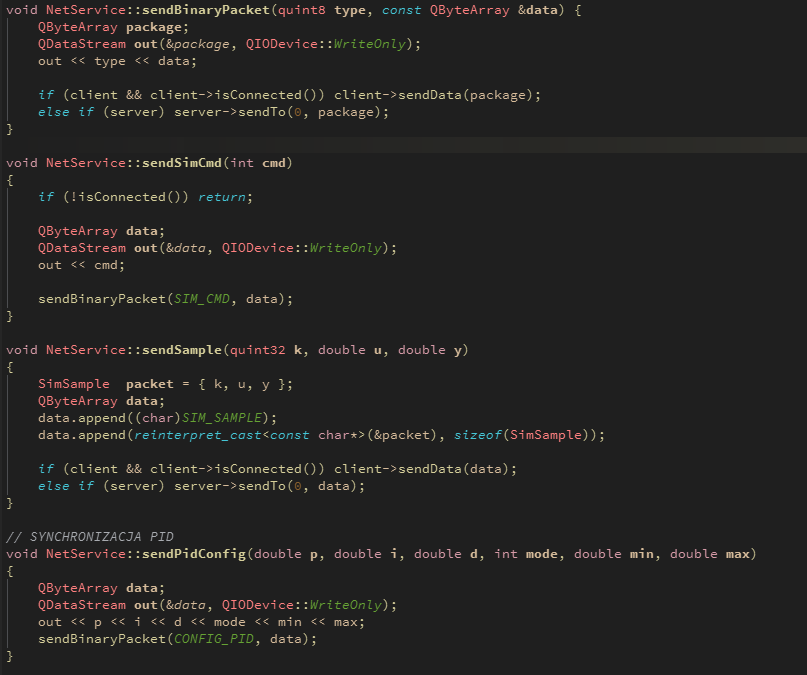 void NetService::sendBinaryPacket(quint8 type, const QByteArray &data) {
    QByteArray package;
    QDataStream out(&package, QIODevice::WriteOnly);
    out << type << data;

    if (client && client->isConnected()) client->sendData(package);
    else if (server) server->sendTo(0, package);
}

void NetService::sendSimCmd(int cmd)
{
    if (!isConnected()) return;

    QByteArray data;
    QDataStream out(&data, QIODevice::WriteOnly);
    out << cmd;

    sendBinaryPacket(SIM_CMD, data);
}

void NetService::sendSample(quint32 k, double u, double y)
{
    SimSample  packet = { k, u, y };
    QByteArray data;
    data.append((char)SIM_SAMPLE);
    data.append(reinterpret_cast<const char*>(&packet), sizeof(SimSample));

    if (client && client->isConnected()) client->sendData(data);
    else if (server) server->sendTo(0, data);
}

// SYNCHRONIZACJA PID
void NetService::sendPidConfig(double p, double i, double d, int mode, double min, double max)
{
    QByteArray data;
    QDataStream out(&data, QIODevice::WriteOnly);
    out << p << i << d << mode << min << max;
    sendBinaryPacket(CONFIG_PID, data);
}